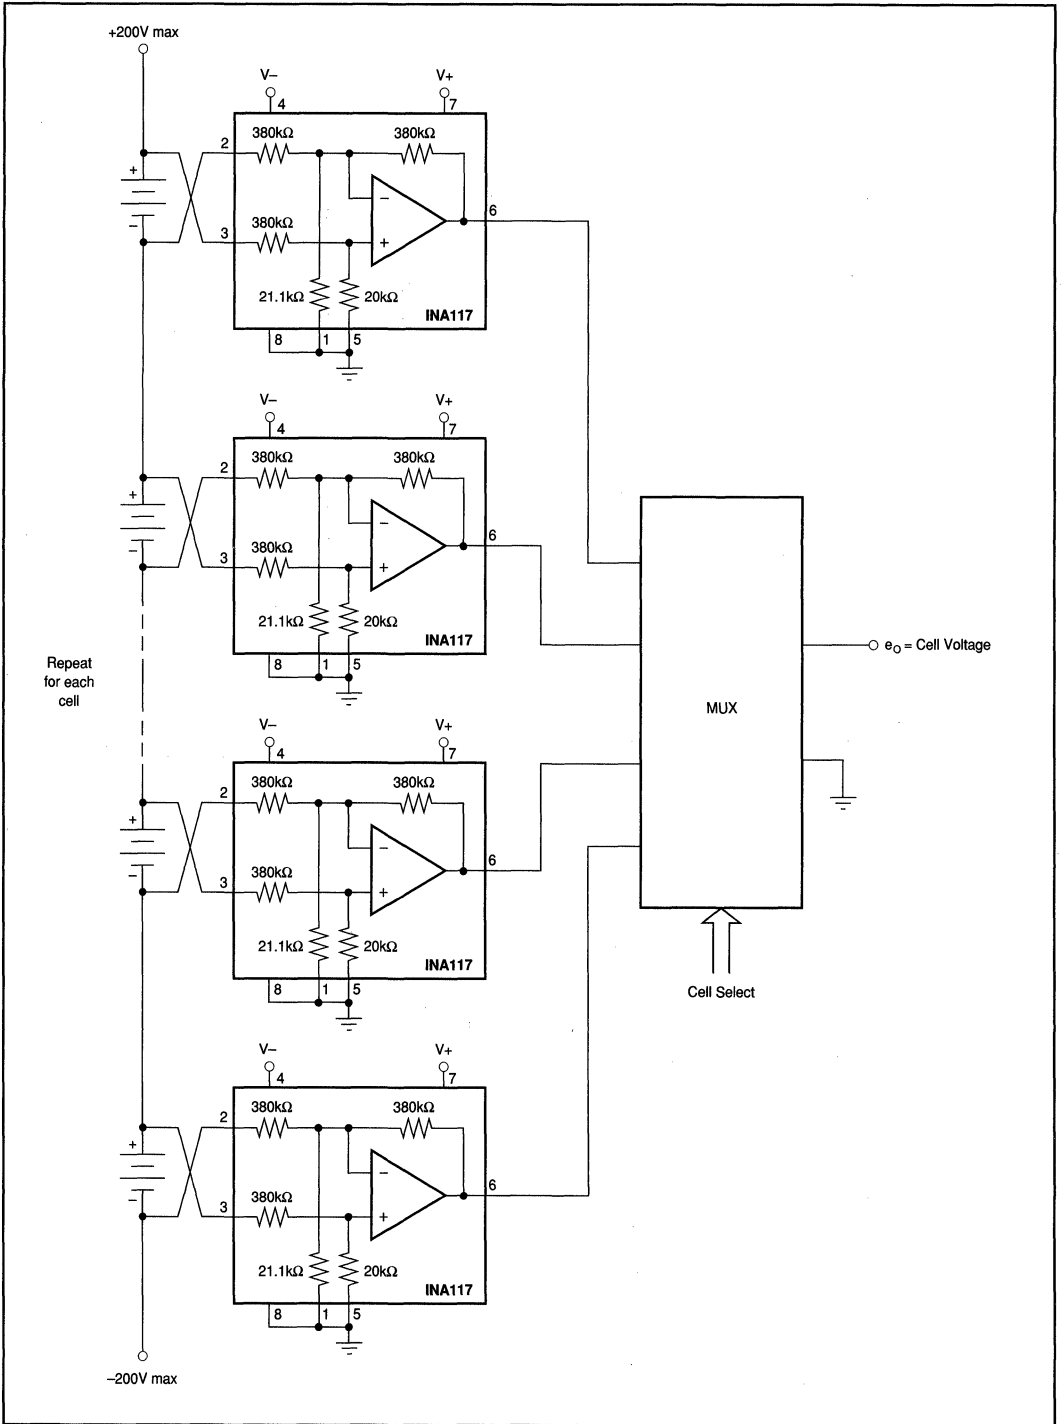 +200V max
V–
V+
4
7
2
380kΩ
380kΩ
+
–
6
380kΩ
–
3
+
21.1kΩ
20kΩ
INA117
8
1
5
V–
V+
4
7
2
380kΩ
380kΩ
+
–
6
380kΩ
–
3
+
21.1kΩ
20kΩ
INA117
8
1
5
Repeat
for each
cell
MUX
e_O = Cell Voltage
Cell Select
V–
V+
4
7
2
380kΩ
380kΩ
+
–
6
380kΩ
–
3
+
21.1kΩ
20kΩ
INA117
8
1
5
V–
V+
4
7
2
380kΩ
380kΩ
+
–
6
380kΩ
–
3
+
21.1kΩ
20kΩ
INA117
8
1
5
–200V max